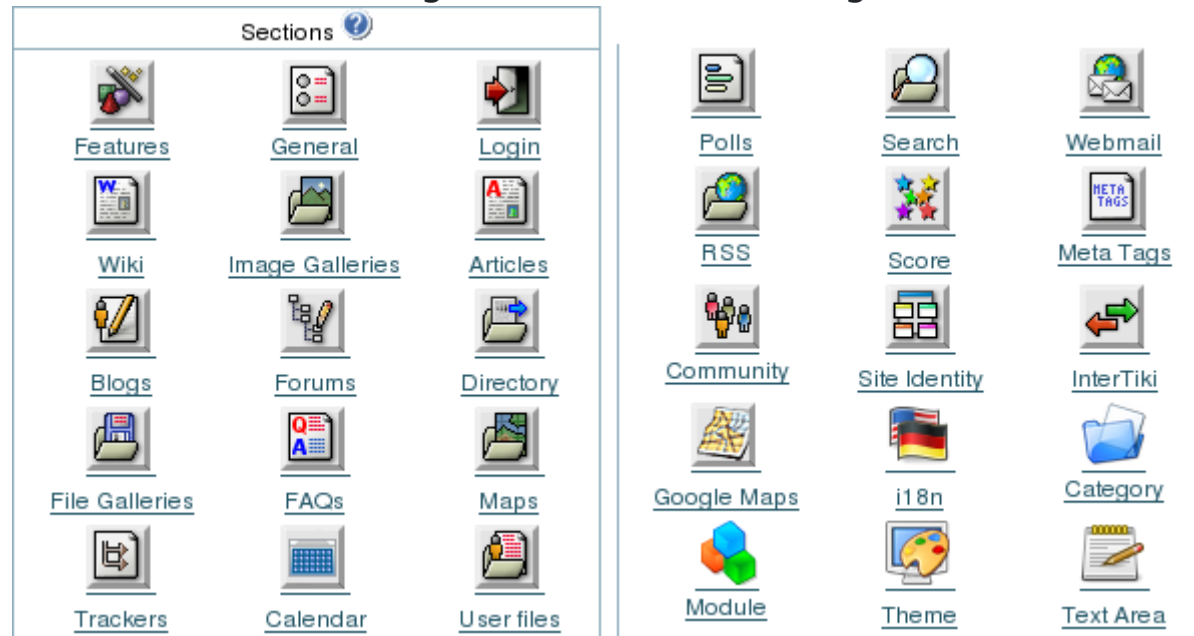 Sections
Features General Login
Wiki Image Galleries Articles
Blogs Forums Directory
File Galleries FAQs Maps
Trackers Calendar User files
Polls Search Webmail
META TAGS
RSS Score Meta Tags
Community Site Identity InterTiki
Google Maps i18n Category
Module Theme Text Area